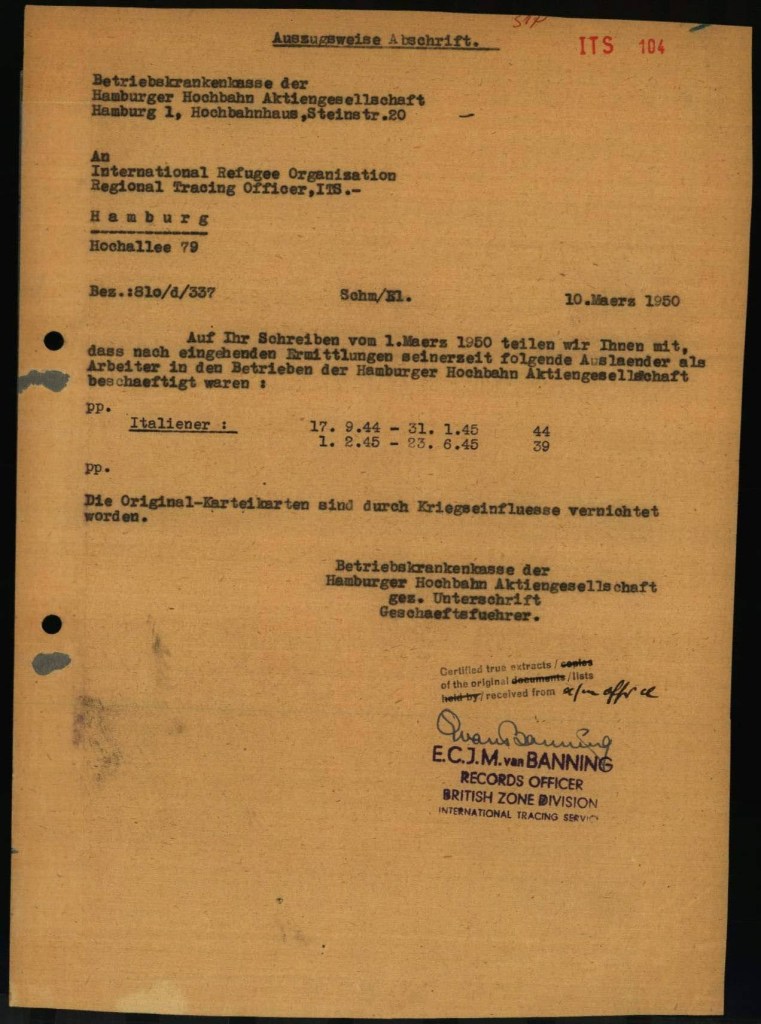 Auszugsweise Abschrift.
ITS 104
Betriebskrankenkasse der
Hamburger Hochbahn Aktiengesellschaft
Hamburg 1, Hochbahnhaus,Steinstr.20
An
International Refugee Organization
Regional Tracing Officer,ITS.-
H a m b u r g
Hochallee 79
Bez.:81o/d/337 Schm/El. 10.Maerz 1950
Auf Ihr Schreiben vom 1.Maerz 1950 teilen wir Ihnen mit,
dass nach eingehenden Ermittlungen seinerzeit folgende Auslaender als
Arbeiter in den Betrieben der Hamburger Hochbahn Aktiengesellschaft
beschaeftigt waren :
pp.
Italiener : 17. 9.44 - 31. 1.45 44
1. 2.45 - 23. 6.45 39
pp.
Die Original-Karteikarten sind durch Kriegseinfluesse vernichtet
worden.
Betriebskrankenkasse der
Hamburger Hochbahn Aktiengesellschaft
gez. Unterschrift
Geschaeftsfuehrer.
Certified true extracts / copies
of the original documents / lists
held by / received from a/m office
van Banning
E.C.J.M. van BANNING
RECORDS OFFICER
BRITISH ZONE DIVISION
INTERNATIONAL TRACING SERVICE